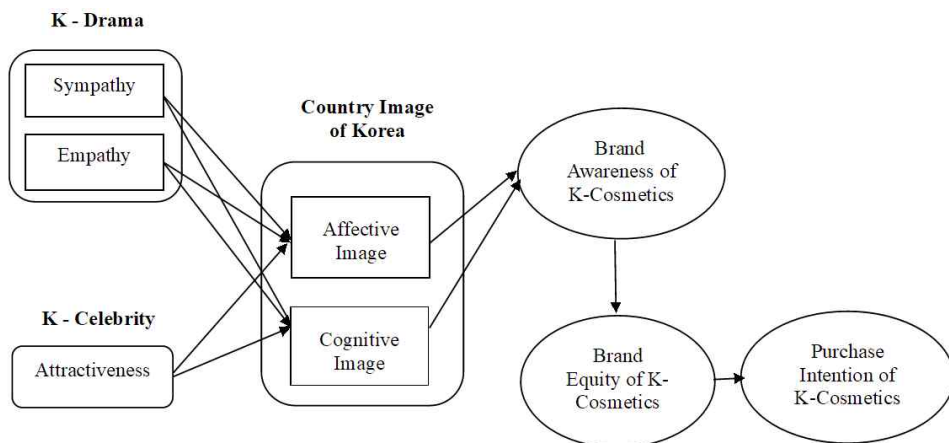 K - Drama
Sympathy
Empathy
K - Celebrity
Attractiveness
Country Image
of Korea
Affective
Image
Cognitive
Image
Brand
Awareness of
K-Cosmetics
Brand
Equity of K-
Cosmetics
Purchase
Intention of
K-Cosmetics